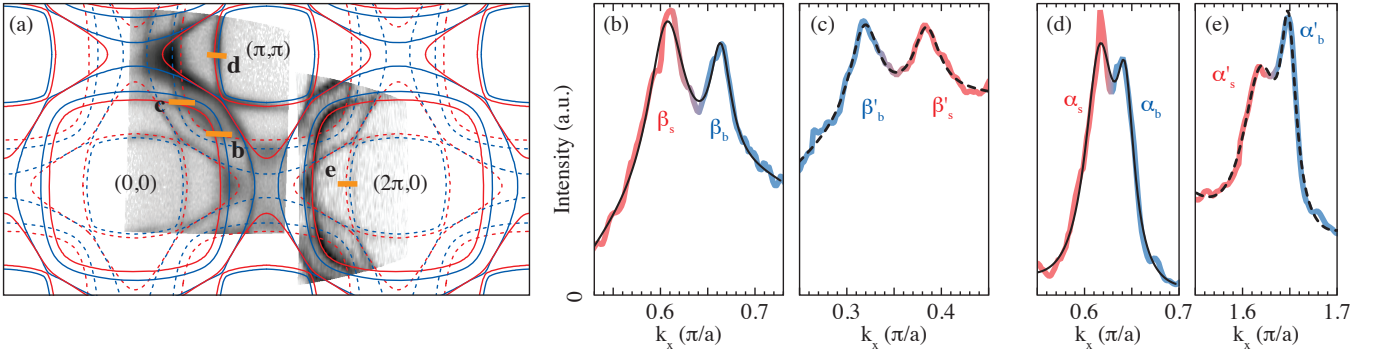 (a)
(π,π)
d
c
b
e
(0,0)
(2π,0)
Intensity (a.u.)
0
(b)
β_s
β_b
0.6
0.7
k_x (π/a)
(c)
β'_b
β'_s
0.3
0.4
k_x (π/a)
(d)
α_s
α_b
0.6
0.7
k_x (π/a)
(e)
α'_b
α'_s
1.6
1.7
k_x (π/a)